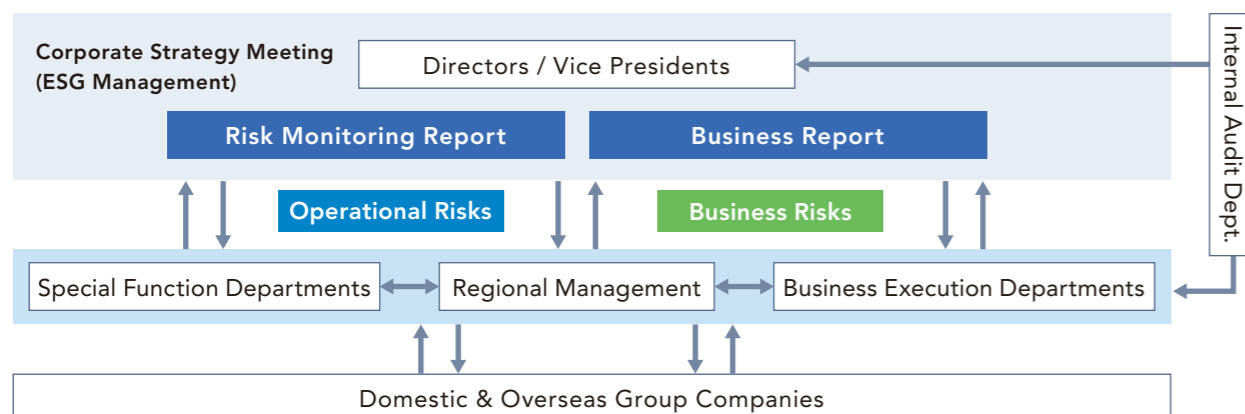 Corporate Strategy Meeting
(ESG Management)
Directors / Vice Presidents
Risk Monitoring Report
Business Report
Operational Risks
Business Risks
Internal Audit Dept.
Special Function Departments
Regional Management
Business Execution Departments
Domestic & Overseas Group Companies